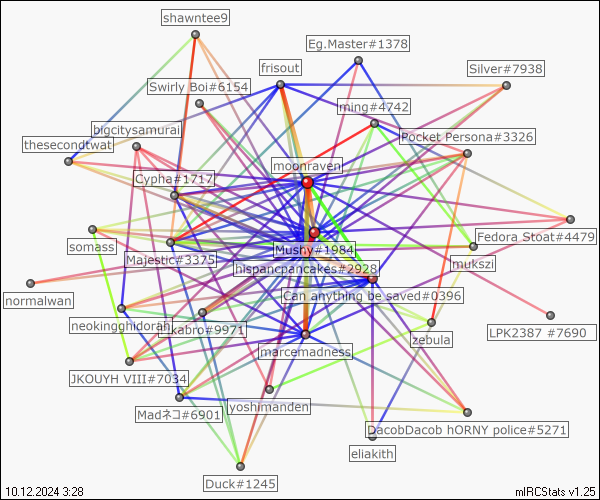 shawntee9
Eg.Master#1378
frisout
Silver#7938
Swirly Boi#6154
ming#4742
bigcitysamurai
Pocket Persona#3326
thesecondtwat
moonraven
Cypha#1717
Fedora Stoat#4479
somass
Mushy#1984
Majestic#3375
mukszi
hispanicpancakes#2928
normalwan
Can anything be saved#0396
neokingghidorah
kabro#9971
LPK2387 #7690
zebula
marcemadness
JKOUYH VIII#7034
yoshimanden
Madネコ#6901
DacobDacob hORNY police#5271
eliakith
Duck#1245
10.12.2024 3:28
mIRCStats v1.25